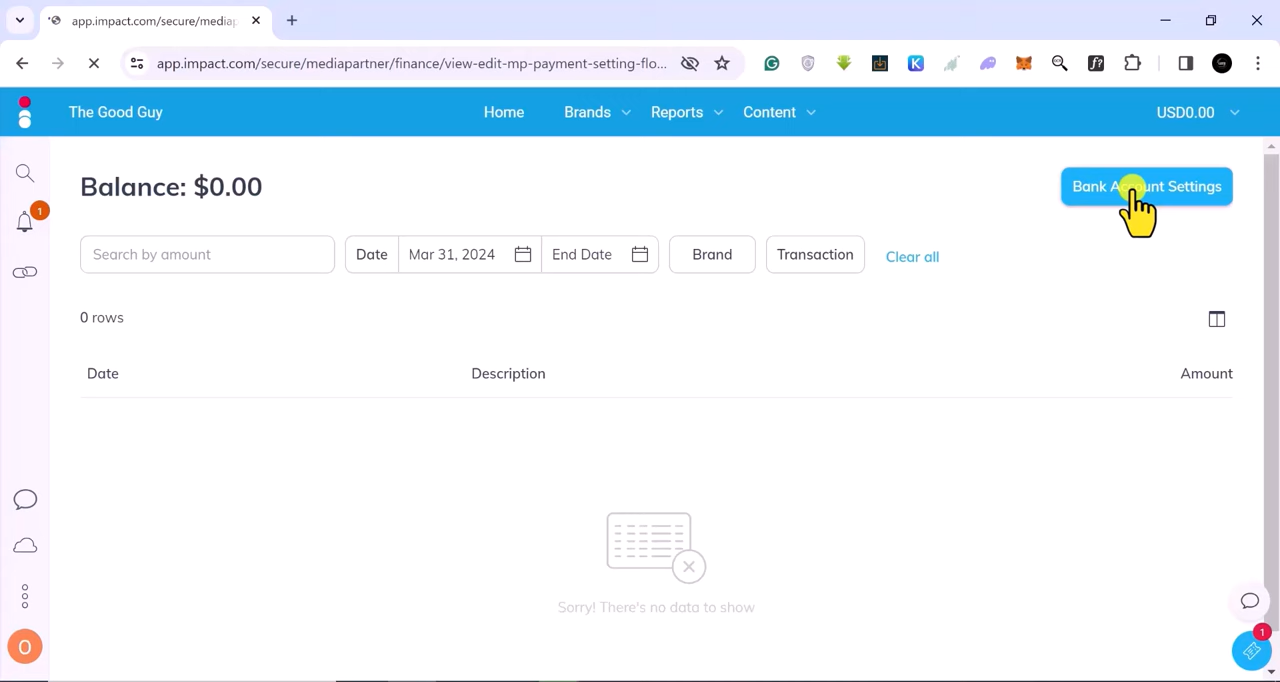 app.impact.com/secure/mediap
app.impact.com/secure/mediapartner/finance/view-edit-mp-payment-setting-flo...
The Good Guy
Home
Brands
Reports
Content
USD0.00
Balance: $0.00
Bank Account Settings
1
Search by amount
Date
Mar 31, 2024
End Date
Brand
Transaction
Clear all
0 rows
Date
Description
Amount
Sorry! There's no data to show
1
O